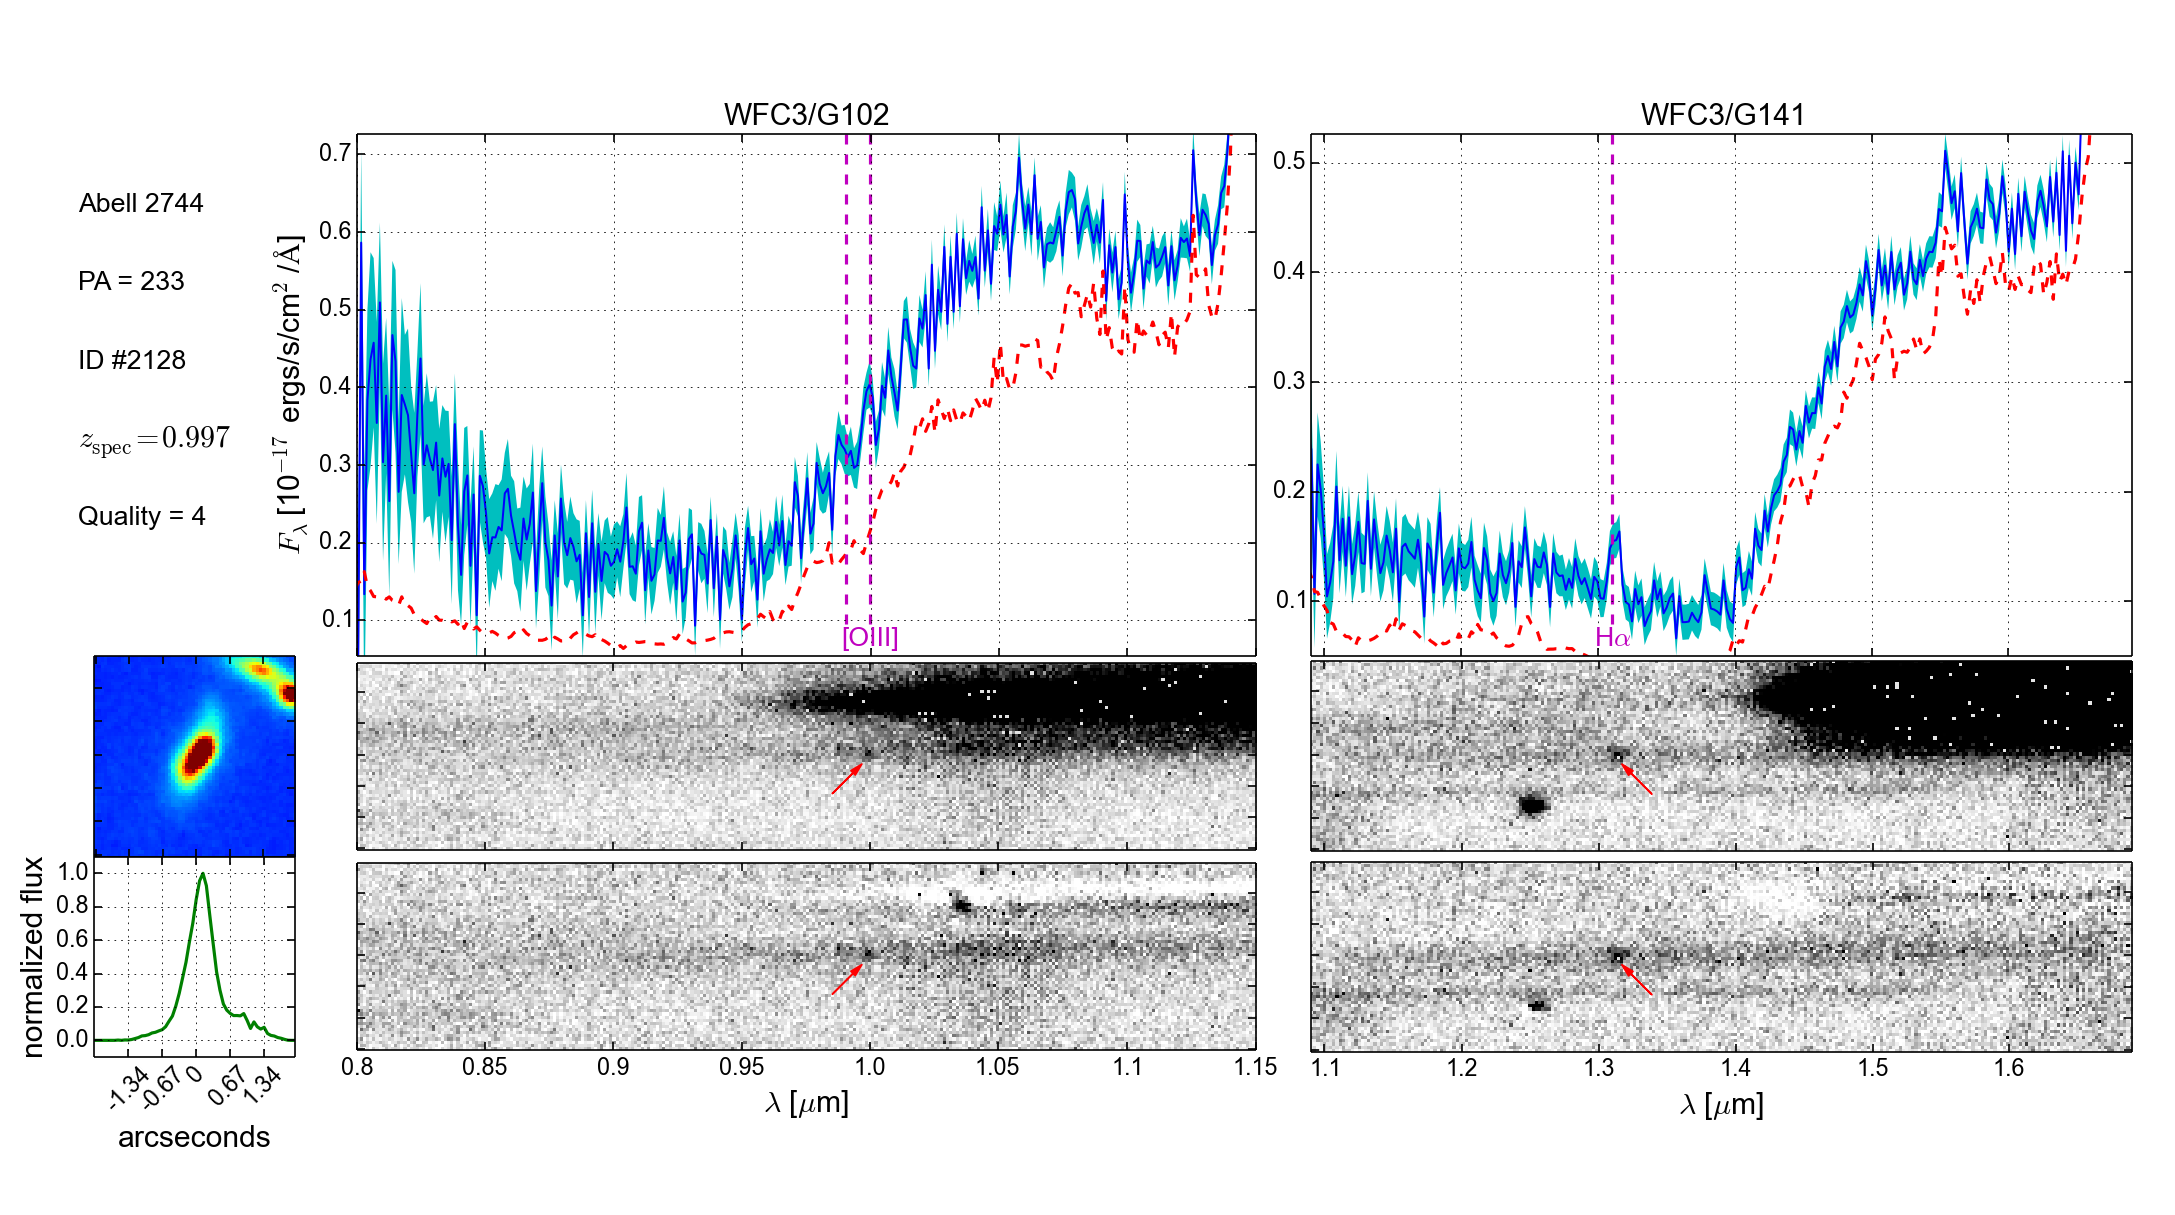 WFC3/G102
WFC3/G141
Abell 2744
PA = 233
ID #2128
z_spec = 0.997
Quality = 4
F_λ [10^−17 ergs/s/cm^2 /Å]
0.7
0.6
0.5
0.4
0.3
0.2
0.1
[OIII]
0.5
0.4
0.3
0.2
0.1
Hα
normalized flux
1.0
0.8
0.6
0.4
0.2
0.0
-1.34 -0.67 0 0.67 1.34
arcseconds
0.8 0.85 0.9 0.95 1.0 1.05 1.1 1.15
λ [μm]
1.1 1.2 1.3 1.4 1.5 1.6
λ [μm]